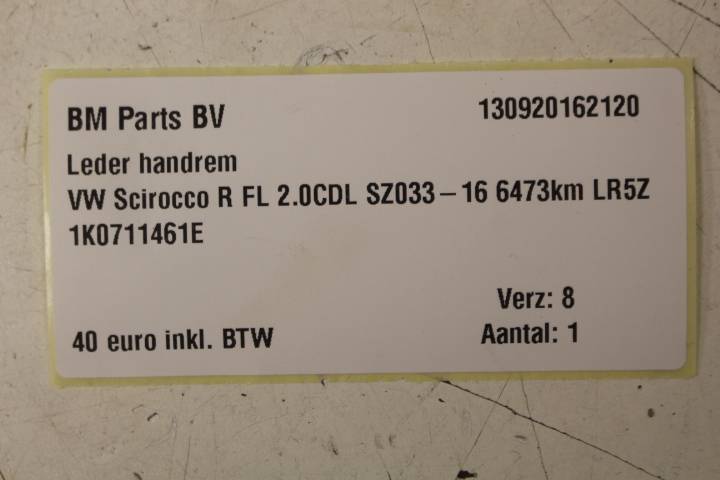 BM Parts BV 130920162120
Leder handrem
VW Scirocco R FL 2.0CDL SZ033-16 6473km LR5Z
1K0711461E
Verz: 8
40 euro inkl. BTW Aantal: 1